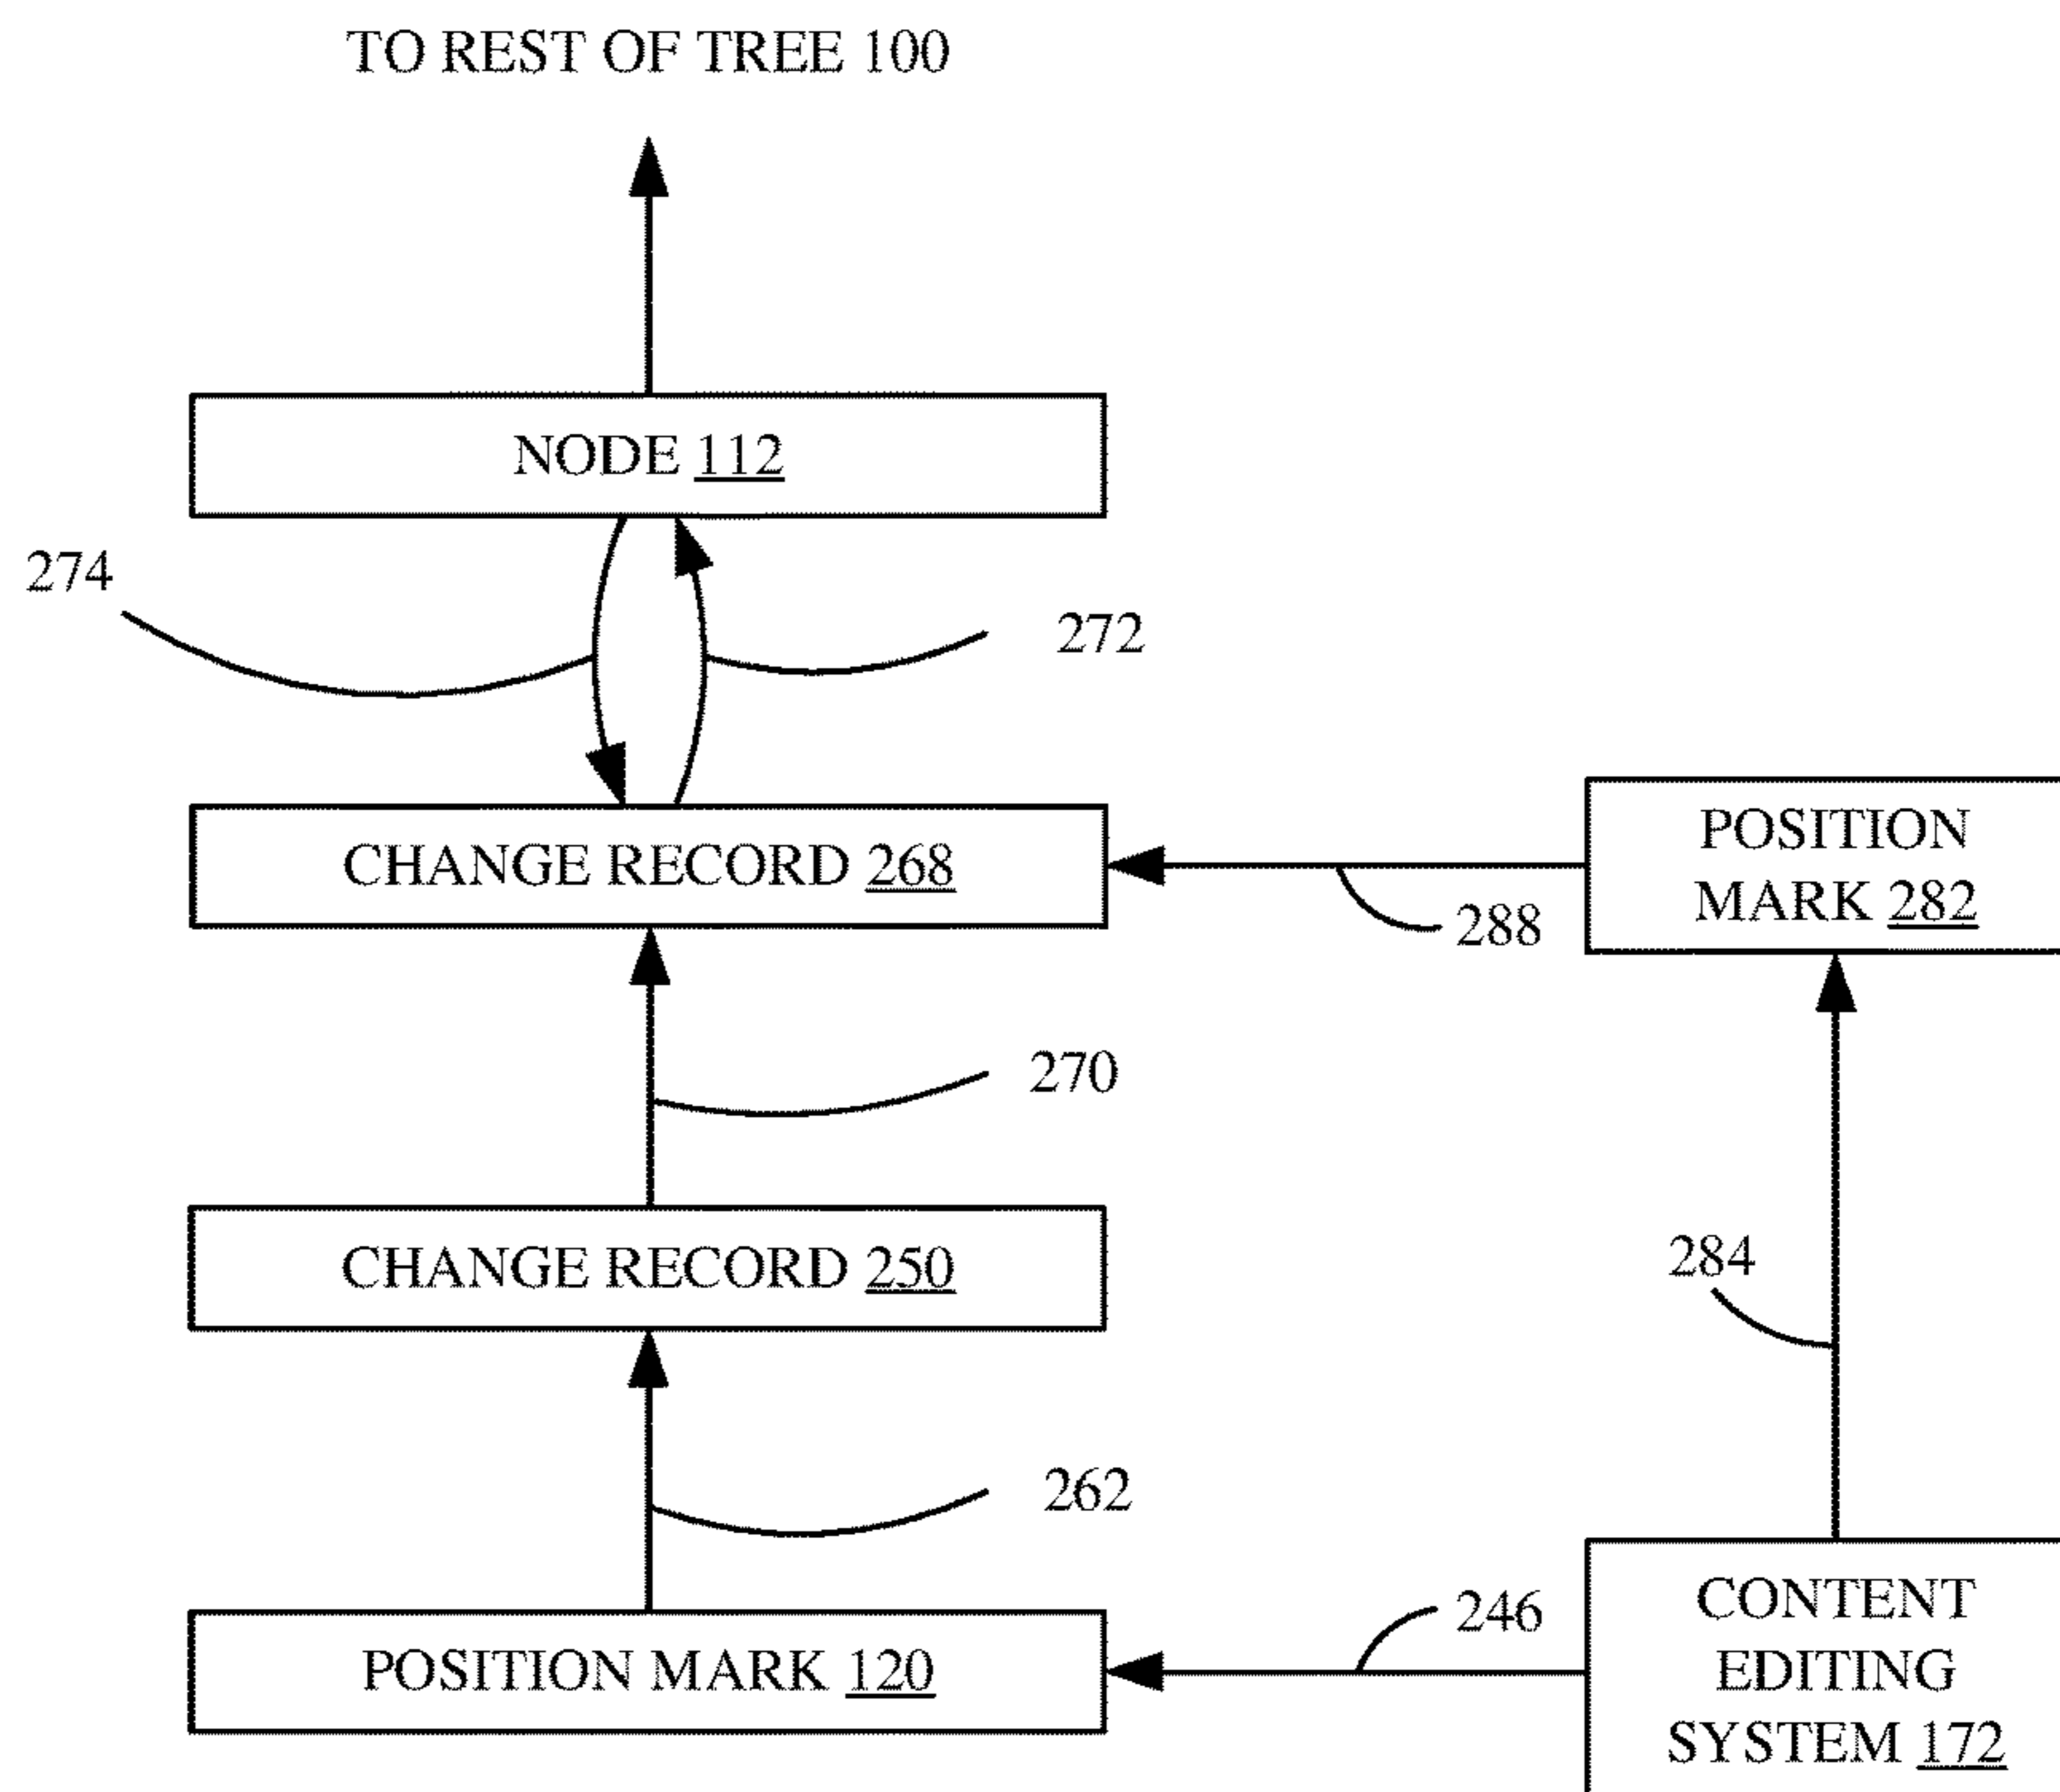 TO REST OF TREE 100
NODE 112
274
272
CHANGE RECORD 268
POSITION
MARK 282
288
270
CHANGE RECORD 250
284
262
246
POSITION MARK 120
CONTENT
EDITING
SYSTEM 172